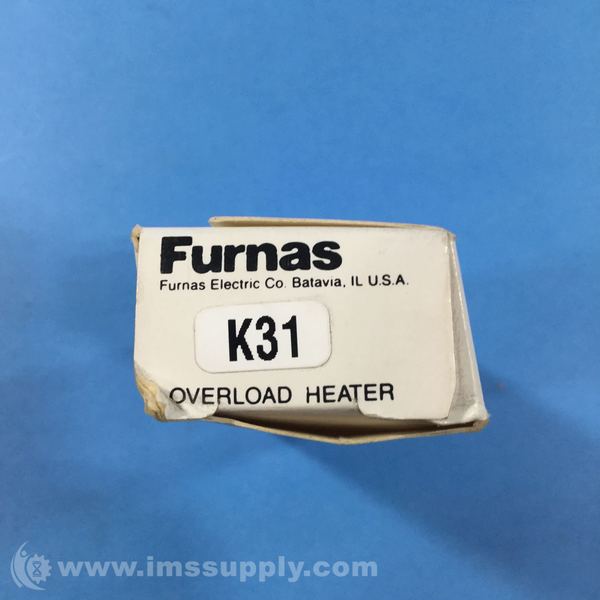 Furnas
Furnas Electric Co. Batavia, IL U.S.A.
K31
OVERLOAD HEATER
www.imssupply.com